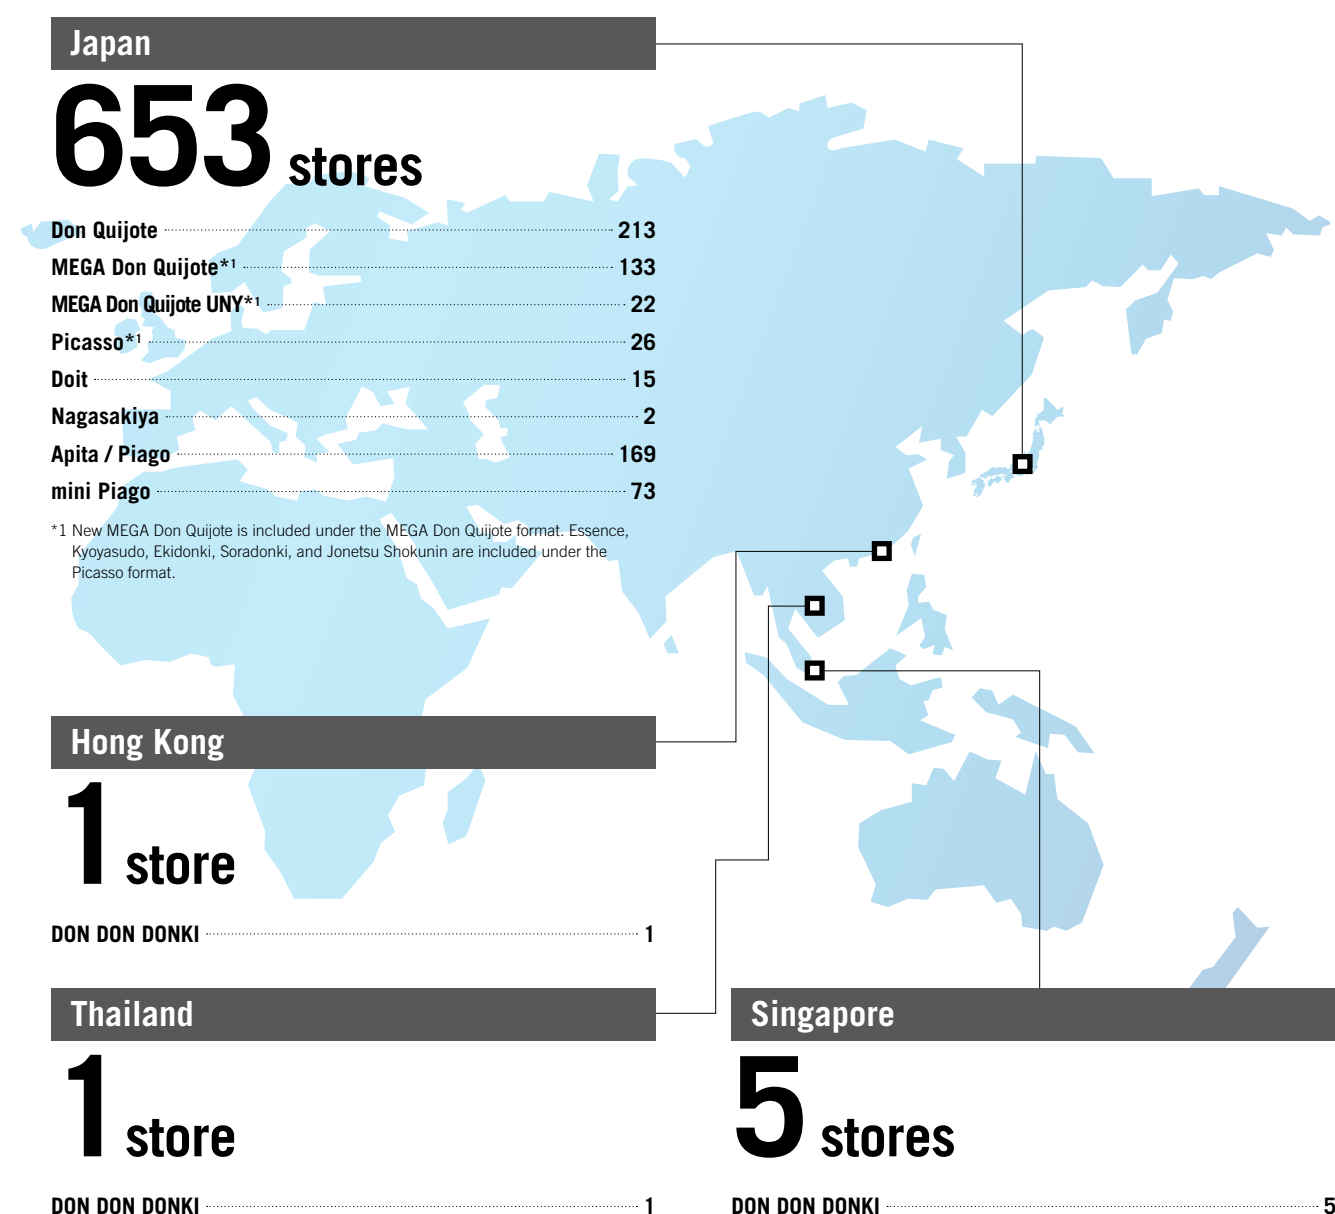 Japan
653 stores
Don Quijote 213
MEGA Don Quijote*1 133
MEGA Don Quijote UNY*1 22
Picasso*1 26
Doit 15
Nagasakiya 2
Apita / Piago 169
mini Piago 73
*1 New MEGA Don Quijote is included under the MEGA Don Quijote format. Essence,
Kyoyasudo, Ekidonki, Soradonki, and Jonetsu Shokunin are included under the
Picasso format.
Hong Kong
1 store
DON DON DONKI 1
Thailand
1 store
DON DON DONKI 1
Singapore
5 stores
DON DON DONKI 5